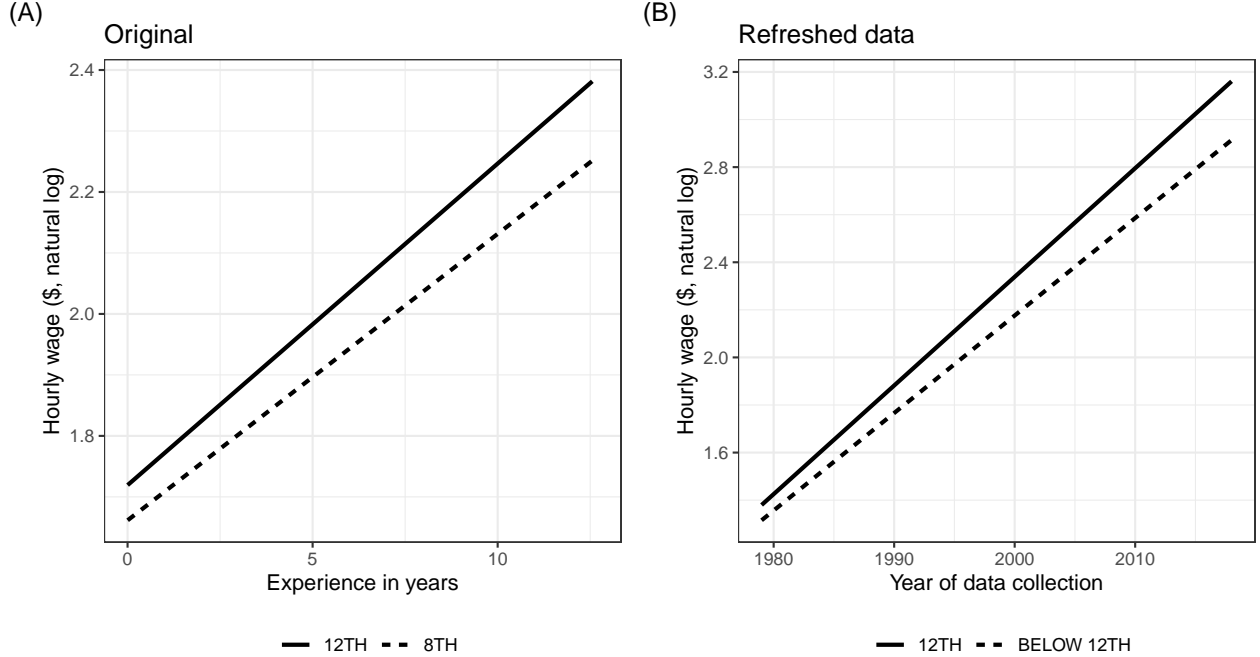 (A)
Original
2.4
2.2
2.0
1.8
Hourly wage ($, natural log)
0 5 10
Experience in years
12TH 8TH
(B)
Refreshed data
3.2
2.8
2.4
2.0
1.6
Hourly wage ($, natural log)
1980 1990 2000 2010
Year of data collection
12TH BELOW 12TH